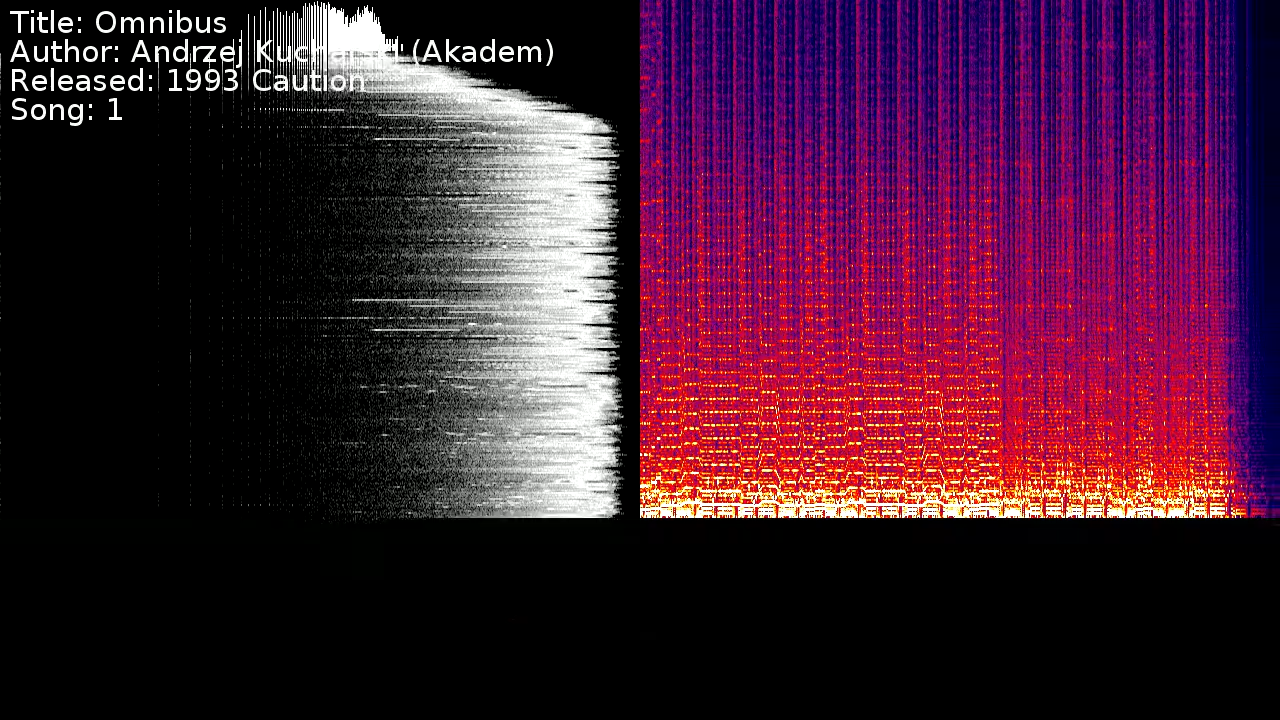 Title: Omnibus
Author: Andrzej (Akadem)
Released: 1993 Caution
Song: 1